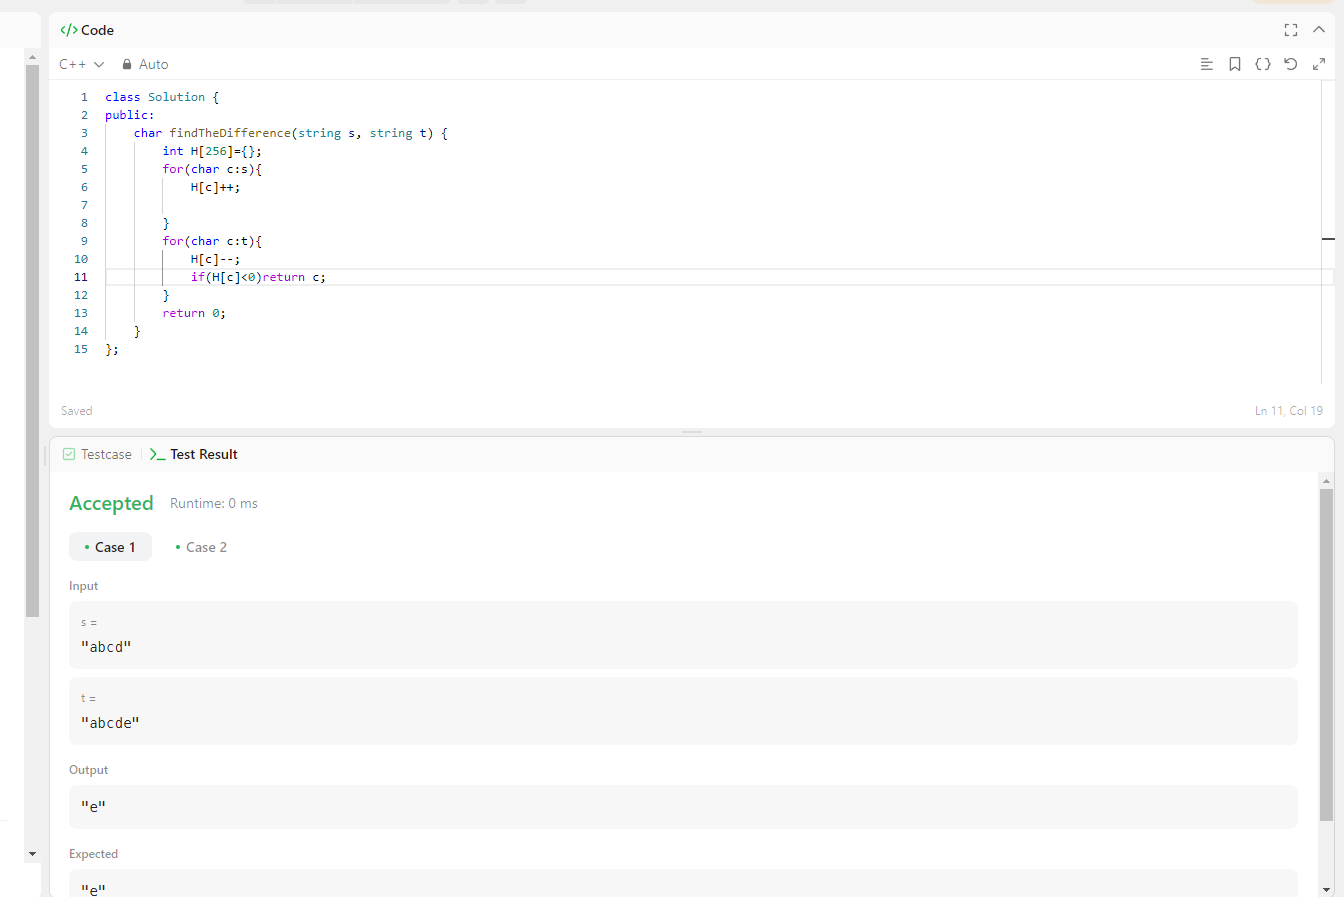 </> Code
C++ Auto
1 class Solution {
2 public:
3 char findTheDifference(string s, string t) {
4 int H[256]={};
5 for(char c:s){
6 H[c]++;
7
8 }
9 for(char c:t){
10 H[c]--;
11 if(H[c]<0)return c;
12 }
13 return 0;
14 }
15 };
Saved Ln 11, Col 19
Testcase >_ Test Result
Accepted Runtime: 0 ms
• Case 1 • Case 2
Input
s =
"abcd"
t =
"abcde"
Output
"e"
Expected
"e"